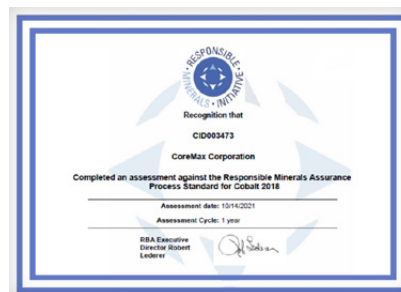 RESPONSIBLE
MINERALS • INITIATIVE
Recognition that
CID003473
CoreMax Corporation
Completed an assessment against the Responsible Minerals Assurance
Process Standard for Cobalt 2018
Assessment date: 10/14/2021
Assessment Cycle: 1 year
RBA Executive
Director Robert
Lederer